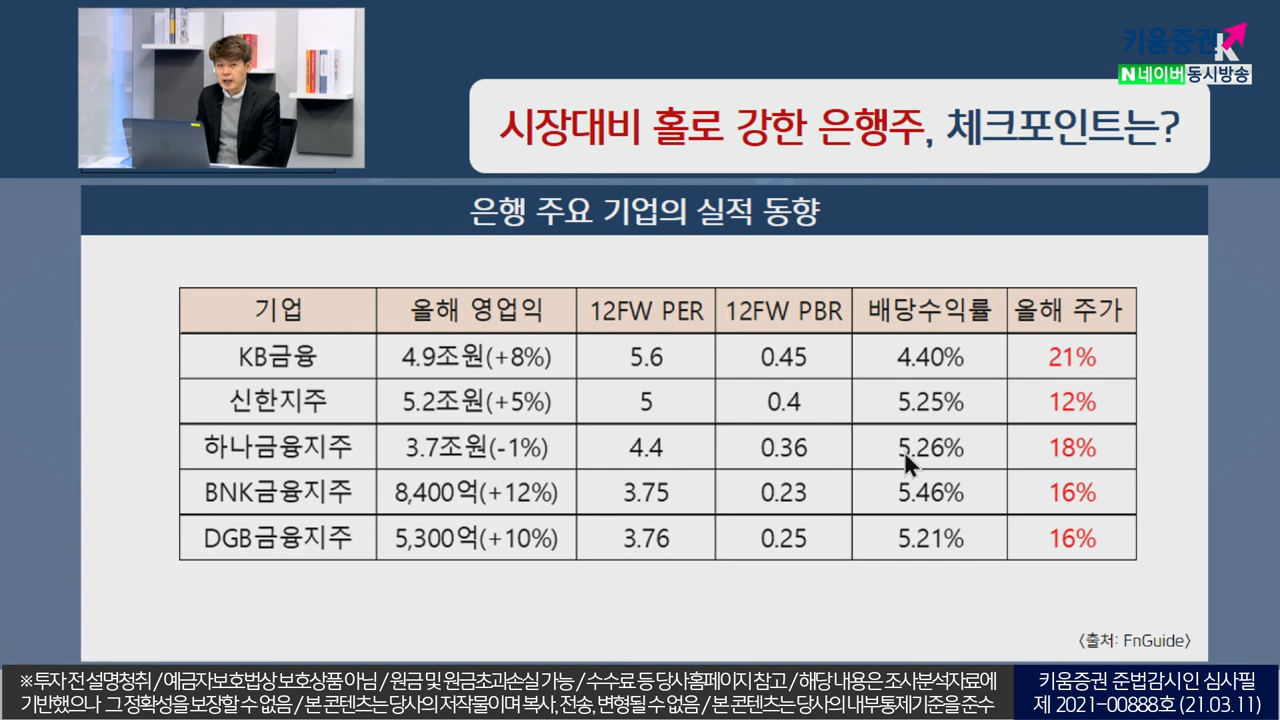 키움증권
N 네이버 동시방송
시장대비 홀로 강한 은행주, 체크포인트는?
은행 주요 기업의 실적 동향
기업 올해 영업익 12FW PER 12FW PBR 배당수익률 올해 주가
KB금융 4.9조원(+8%) 5.6 0.45 4.40% 21%
신한지주 5.2조원(+5%) 5 0.4 5.25% 12%
하나금융지주 3.7조원(-1%) 4.4 0.36 5.26% 18%
BNK금융지주 8,400억(+12%) 3.75 0.23 5.46% 16%
DGB금융지주 5,300억(+10%) 3.76 0.25 5.21% 16%
〈출처: FnGuide〉
※ 투자 전 설명청취 / 예금자보호법상 보호상품 아님 / 원금 및 원금초과손실 가능 / 수수료 등 당사홈페이지 참고 / 해당 내용은 조사분석자료에
기반했으나 그 정확성을 보장할 수 없음 / 본 콘텐츠는 당사의 저작물이며 복사, 전송, 변형될 수 없음 / 본 콘텐츠는 당사의 내부통제기준을 준수
키움증권 준법감시인 심사필
제 2021-00888호 (21.03.11)